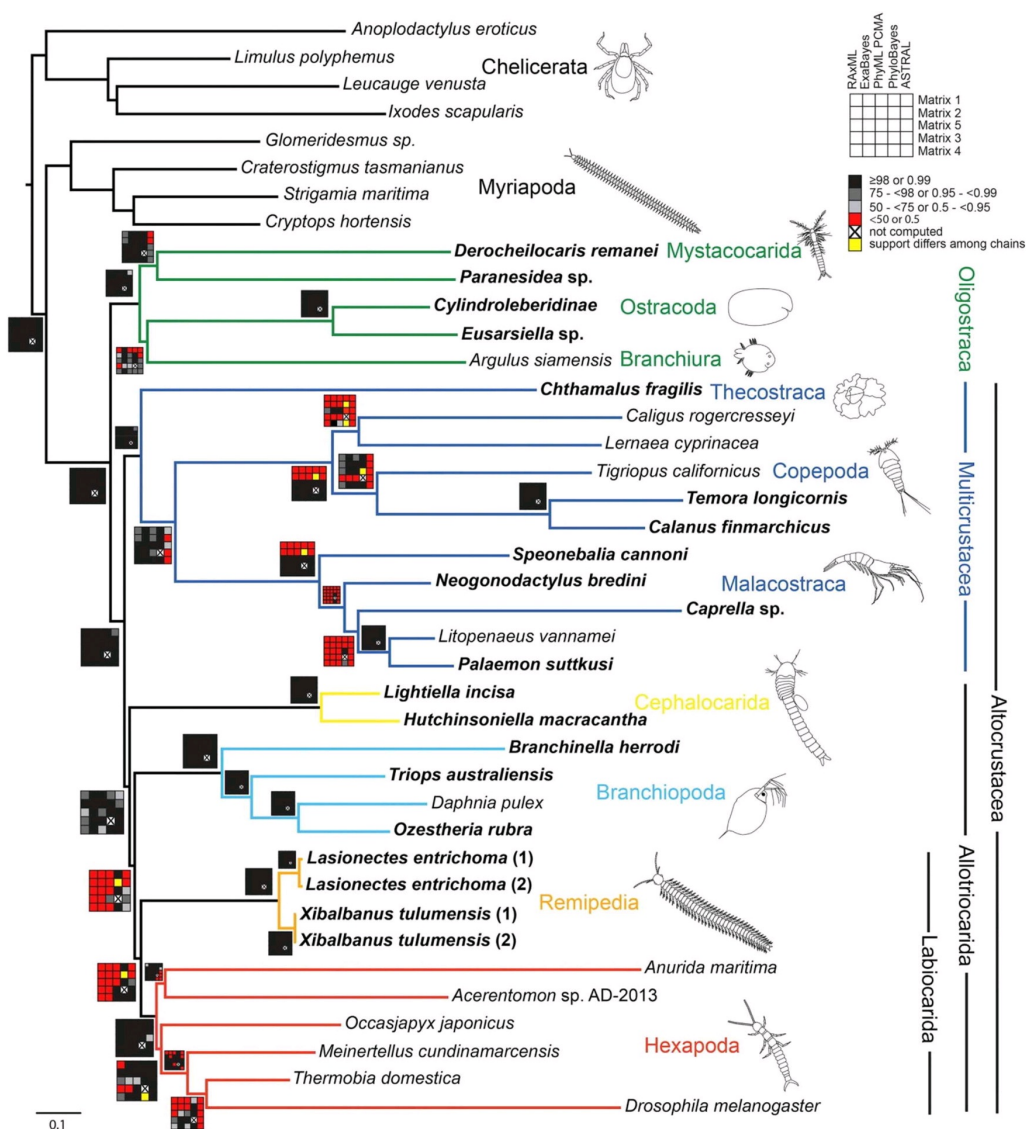 Anoplodactylus eroticus
Limulus polyphemus
Leucauge venusta
Ixodes scapularis
Chelicerata
RAxML
ExaBayes
PhyML PCMA
PhyloBayes
ASTRAL
Matrix 1
Matrix 2
Matrix 5
Matrix 3
Matrix 4
≥98 or 0.99
75 - <98 or 0.95 - <0.99
50 - <75 or 0.5 - <0.95
<50 or 0.5
not computed
support differs among chains
Glomeridesmus sp.
Craterostigmus tasmanianus
Strigamia maritima
Cryptops hortensis
Myriapoda
Derocheilocaris remanei
Mystacocarida
Paranesidea sp.
Cylindroleberidinae
Ostracoda
Eusarsiella sp.
Argulus siamensis
Branchiura
Oligostraca
Chthamalus fragilis
Thecostraca
Caligus rogercresseyi
Lernaea cyprinacea
Tigriopus californicus
Copepoda
Temora longicornis
Calanus finmarchicus
Speonebalia cannoni
Neogonodactylus bredini
Malacostraca
Caprella sp.
Litopenaeus vannamei
Palaemon suttkusi
Multicrustacea
Lightiella incisa
Cephalocarida
Hutchinsoniella macracantha
Branchinella herrodi
Triops australiensis
Branchiopoda
Daphnia pulex
Ozestheria rubra
Altocrustacea
Lasionectes entrichoma (1)
Lasionectes entrichoma (2)
Remipedia
Xibalbanus tulumensis (1)
Xibalbanus tulumensis (2)
Allotriocarida
Labiocarida
Anurida maritima
Acerentomon sp. AD-2013
Occasjapyx japonicus
Hexapoda
Meinertellus cundinamarcensis
Thermobia domestica
Drosophila melanogaster
0.1